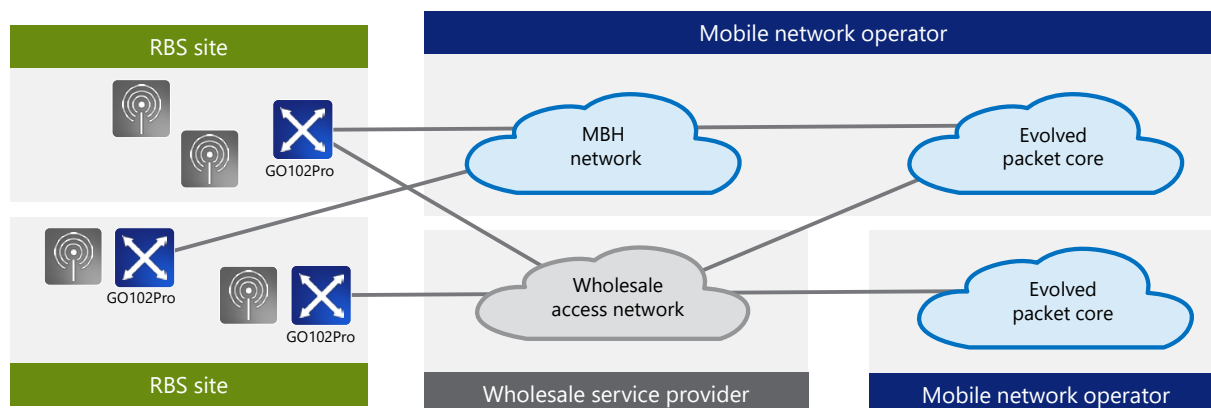 RBS site
Mobile network operator
GO102Pro
MBH
network
Evolved
packet core
GO102Pro
GO102Pro
Wholesale
access network
Evolved
packet core
RBS site
Wholesale service provider
Mobile network operator